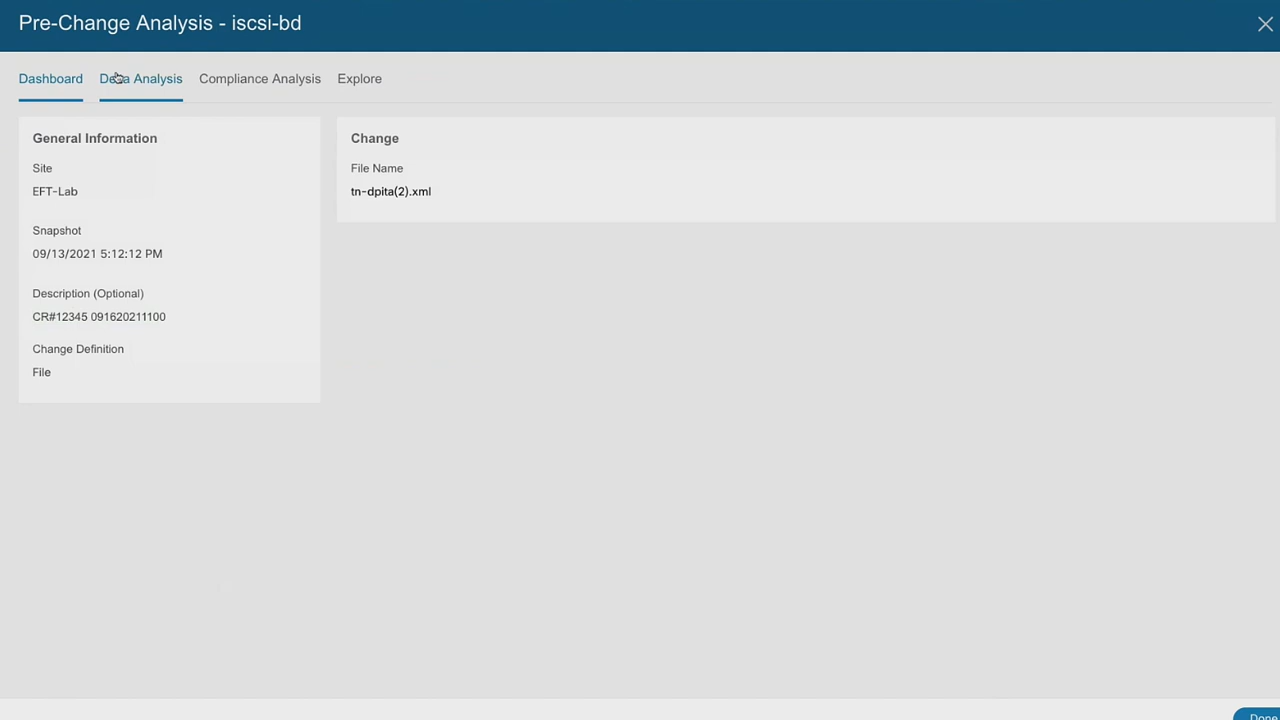 Pre-Change Analysis - iscsi-bd
Dashboard Delta Analysis Compliance Analysis Explore
General Information
Site
EFT-Lab
Snapshot
09/13/2021 5:12:12 PM
Description (Optional)
CR#12345 091620211100
Change Definition
File
Change
File Name
tn-dpita(2).xml
Done